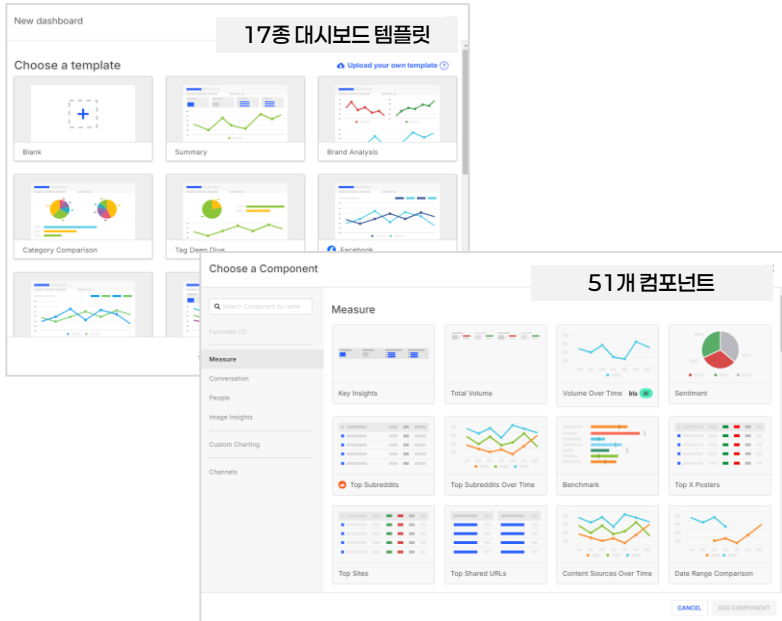 New dashboard
17종 대시보드 템플릿
Choose a template
Upload your own template ?
Blank
Summary
Brand Analysis
Category Comparison
Tag Deep Dive
Facebook
Choose a Component
51개 컴포넌트
Search Component by name
Measure
Favorites (0)
Measure
Conversation
People
Image Insights
Custom Charting
Channels
Key Insights
Total Volume
Volume Over Time Iris AI
Sentiment
Top Subreddits
Top Subreddits Over Time
Benchmark
Top X Posters
Top Sites
Top Shared URLs
Content Sources Over Time
Date Range Comparison
CANCEL
ADD COMPONENT